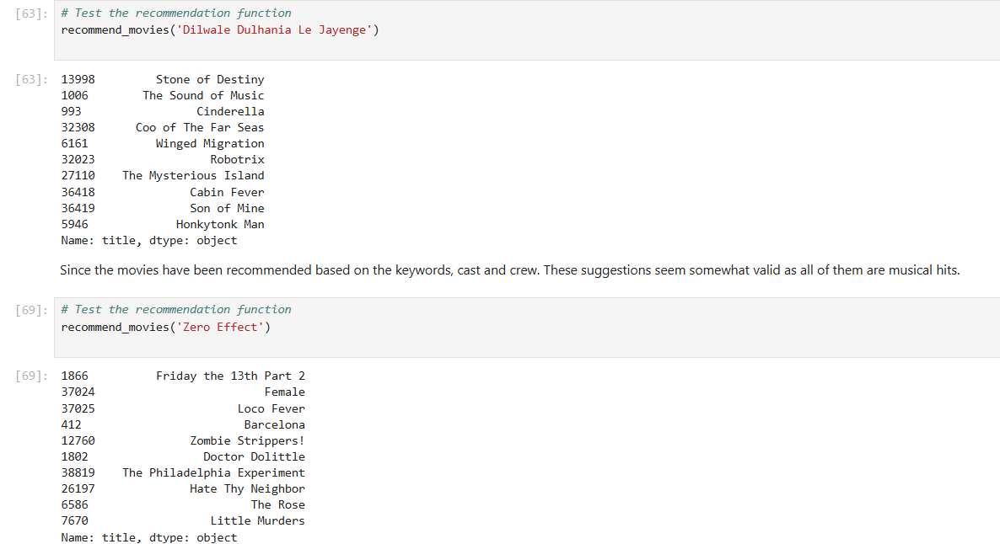 [63]: # Test the recommendation function
recommend_movies('Dilwale Dulhania Le Jayenge')
[63]: 13998 Stone of Destiny
1006 The Sound of Music
993 Cinderella
32308 Coo of The Far Seas
6161 Winged Migration
32023 Robotrix
27110 The Mysterious Island
36418 Cabin Fever
36419 Son of Mine
5946 Honkytonk Man
Name: title, dtype: object
Since the movies have been recommended based on the keywords, cast and crew. These suggestions seem somewhat valid as all of them are musical hits.
[69]: # Test the recommendation function
recommend_movies('Zero Effect')
[69]: 1866 Friday the 13th Part 2
37024 Female
37025 Loco Fever
412 Barcelona
12760 Zombie Strippers!
1802 Doctor Dolittle
38819 The Philadelphia Experiment
26197 Hate Thy Neighbor
6586 The Rose
7670 Little Murders
Name: title, dtype: object